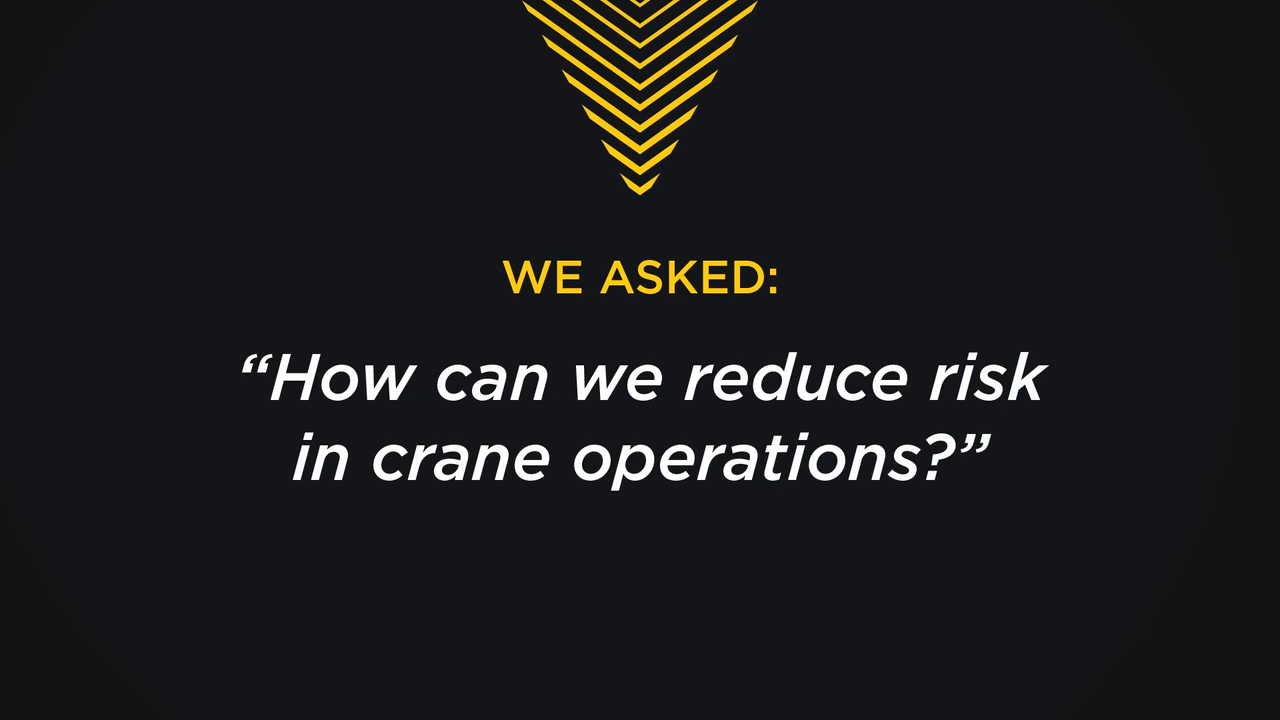 WE ASKED:
“How can we reduce risk
in crane operations?”